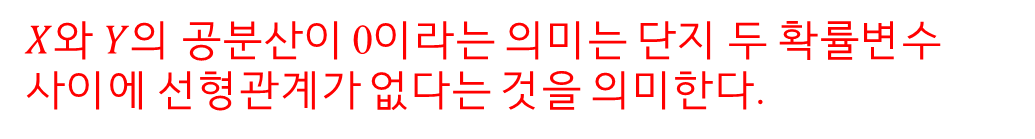 X와 Y의 공분산이 0이라는 의미는 단지 두 확률변수
사이에 선형관계가 없다는 것을 의미한다.